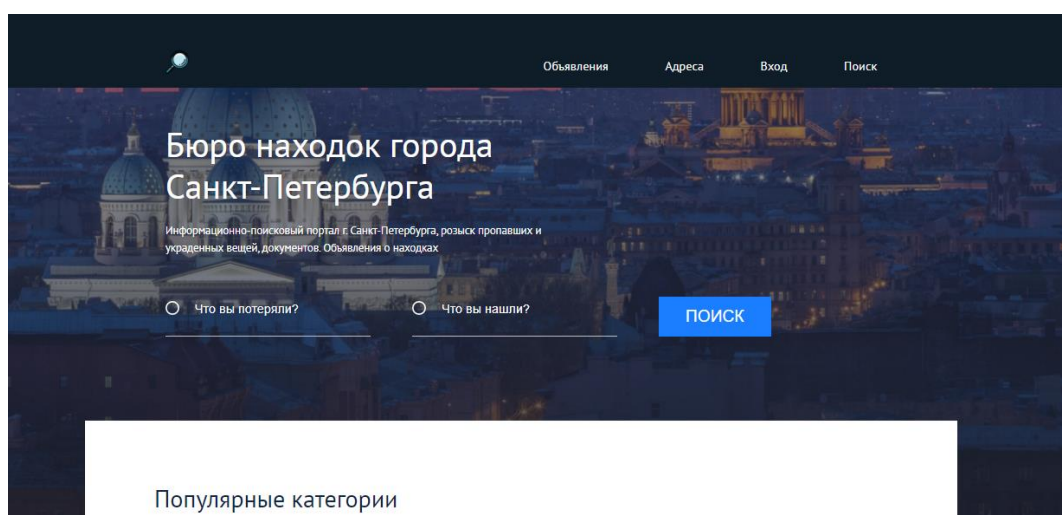 Объявления Адреса Вход Поиск
Бюро находок города
Санкт-Петербурга
Информационно-поисковый портал г. Санкт-Петербурга, розыск пропавших и
украденных вещей, документов. Объявления о находках
Что вы потеряли? Что вы нашли? ПОИСК
Популярные категории